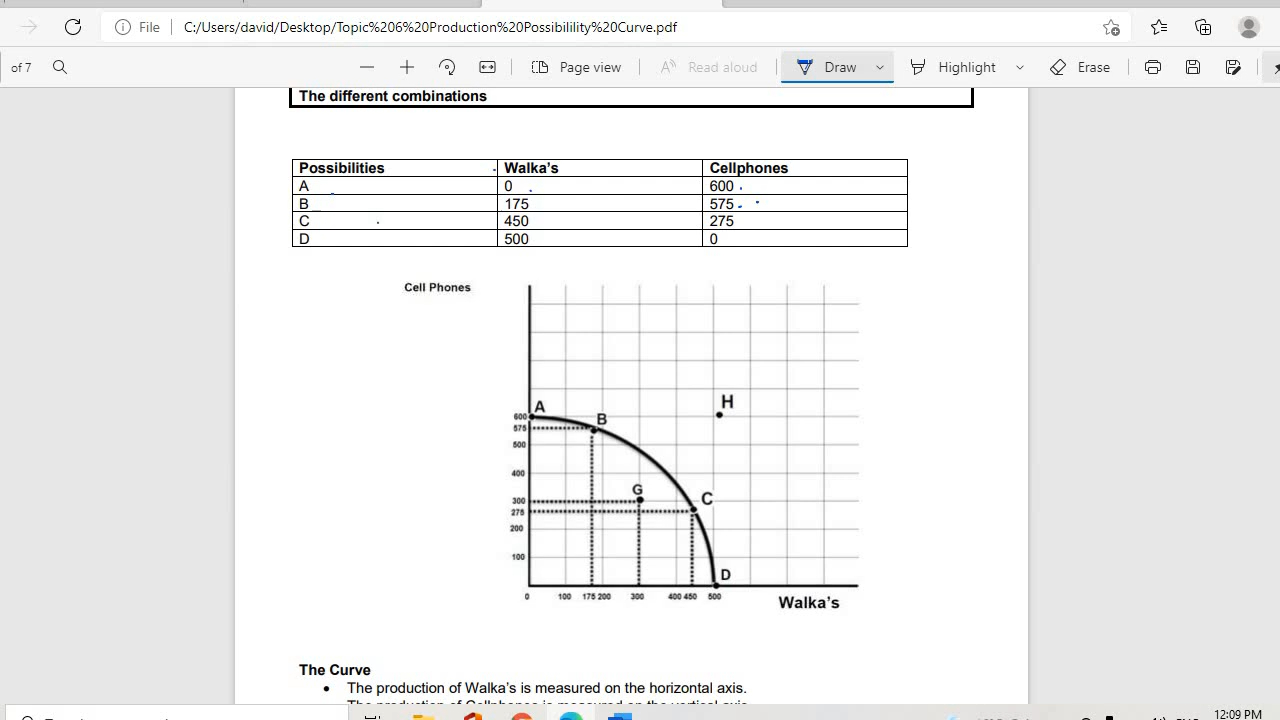 File C:/Users/david/Desktop/Topic%206%20Production%20Possibilility%20Curve.pdf
of 7 Page view Read aloud Draw Highlight Erase
The different combinations
Possibilities Walka's Cellphones
A 0 600
B 175 575
C 450 275
D 500 0
Cell Phones
H
A
600
B
575
500
400
G
C
300
275
200
100
D
0 100 175 200 300 400 450 500
Walka's
The Curve
• The production of Walka's is measured on the horizontal axis.
12:09 PM